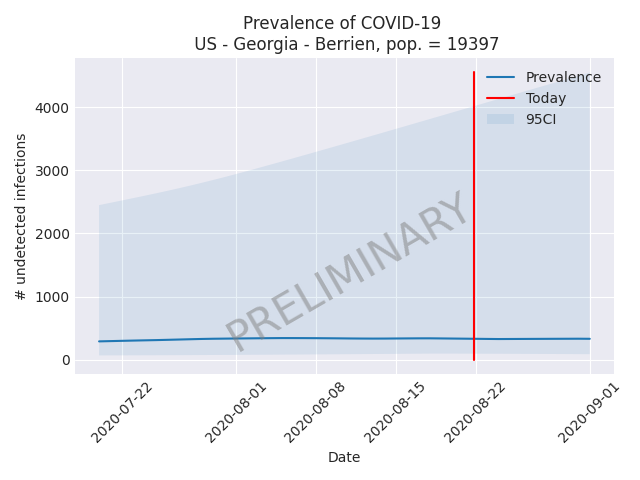 Prevalence of COVID-19
US - Georgia - Berrien, pop. = 19397
Prevalence
Today
95CI
4000
3000
2000
1000
0
# undetected infections
PRELIMINARY
2020-07-22
2020-08-01
2020-08-08
2020-08-15
2020-08-22
2020-09-01
Date